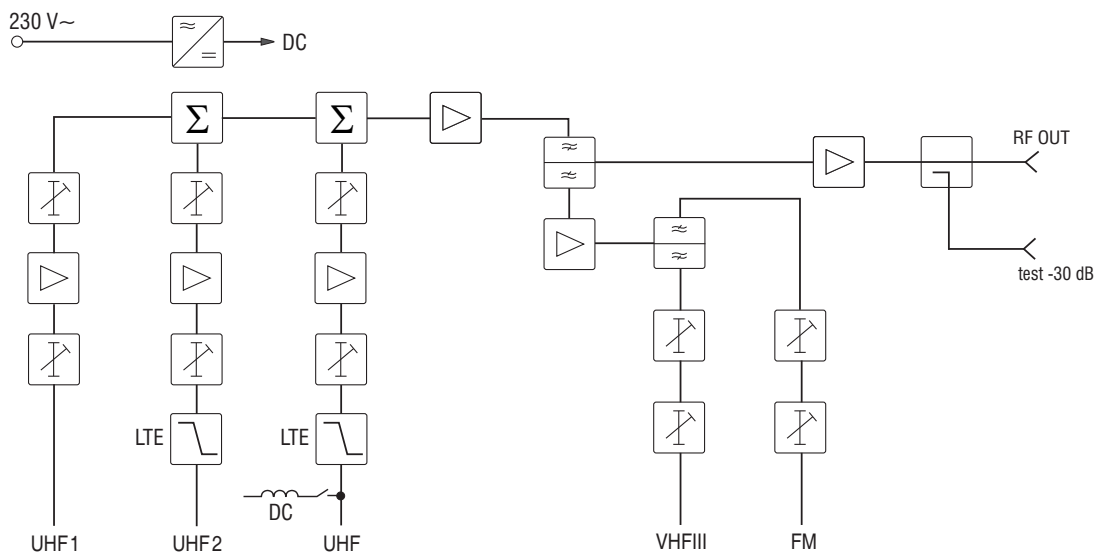 230 V~
DC
Σ
Σ
RF OUT
test -30 dB
LTE
LTE
DC
UHF1
UHF2
UHF
VHFIII
FM